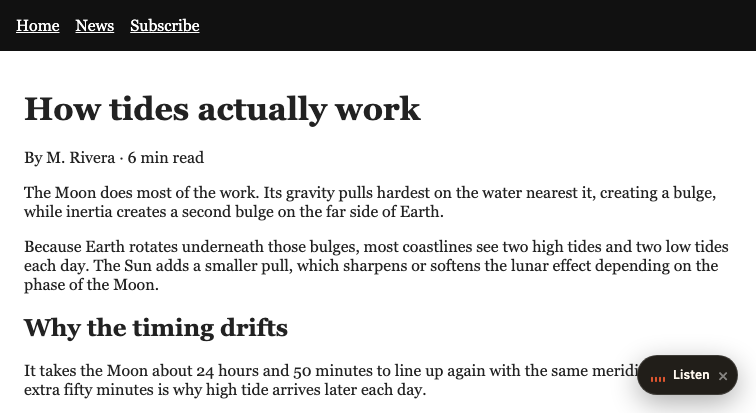 Home News Subscribe
How tides actually work
By M. Rivera · 6 min read
The Moon does most of the work. Its gravity pulls hardest on the water nearest it, creating a bulge,
while inertia creates a second bulge on the far side of Earth.
Because Earth rotates underneath those bulges, most coastlines see two high tides and two low tides
each day. The Sun adds a smaller pull, which sharpens or softens the lunar effect depending on the
phase of the Moon.
Why the timing drifts
It takes the Moon about 24 hours and 50 minutes to line up again with the same
extra fifty minutes is why high tide arrives later each day.
Listen ×